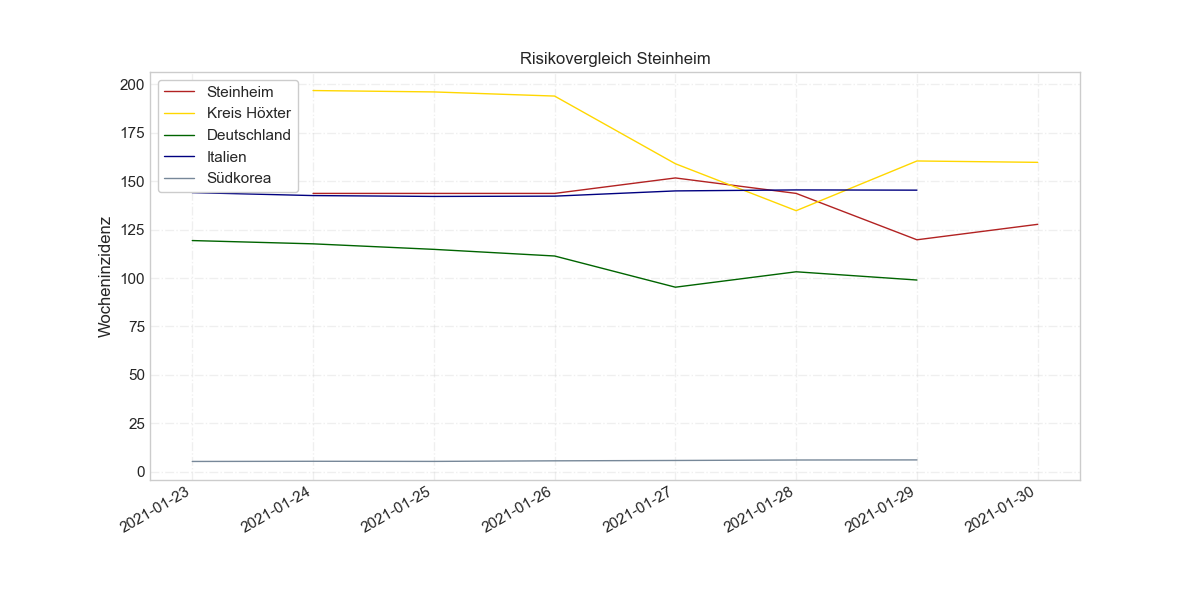 Risikovergleich Steinheim
Steinheim
Kreis Höxter
Deutschland
Italien
Südkorea
Wocheninzidenz
200
175
150
125
100
75
50
25
0
2021-01-23
2021-01-24
2021-01-25
2021-01-26
2021-01-27
2021-01-28
2021-01-29
2021-01-30